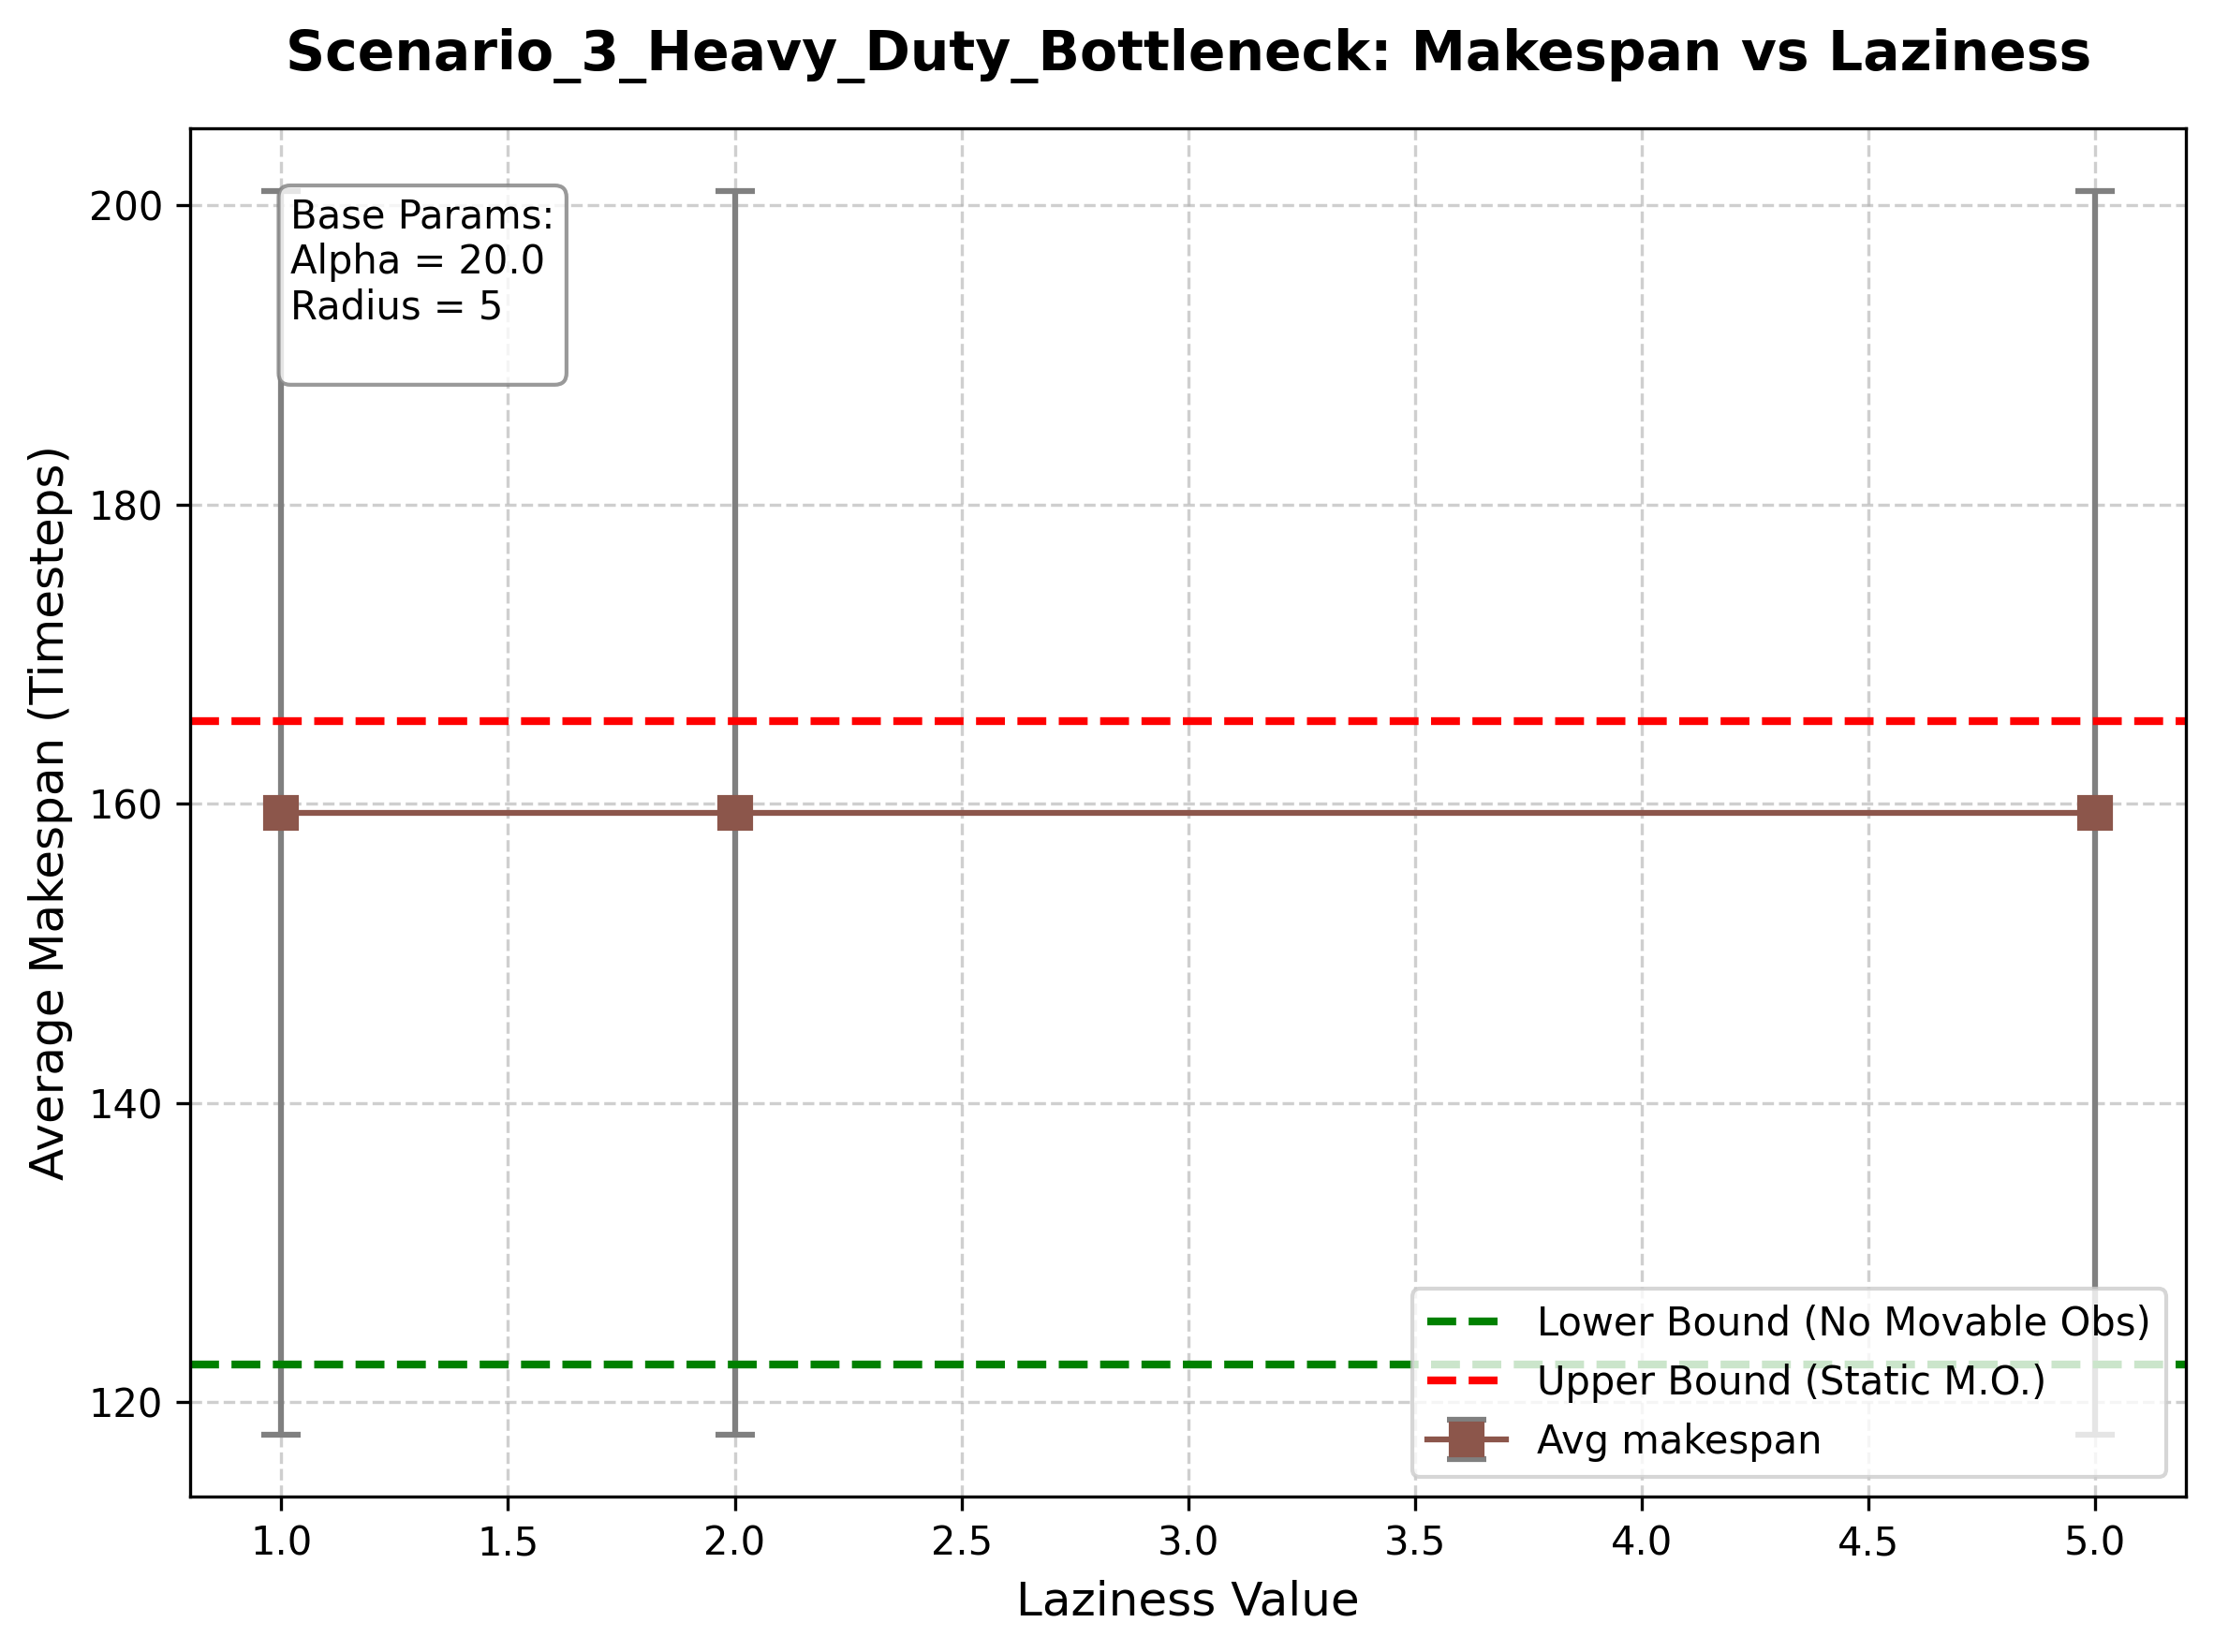 Scenario_3_Heavy_Duty_Bottleneck: Makespan vs Laziness
Average Makespan (Timesteps)
200
180
160
140
120
Base Params:
Alpha = 20.0
Radius = 5
Lower Bound (No Movable Obs)
Upper Bound (Static M.O.)
Avg makespan
1.0 1.5 2.0 2.5 3.0 3.5 4.0 4.5 5.0
Laziness Value